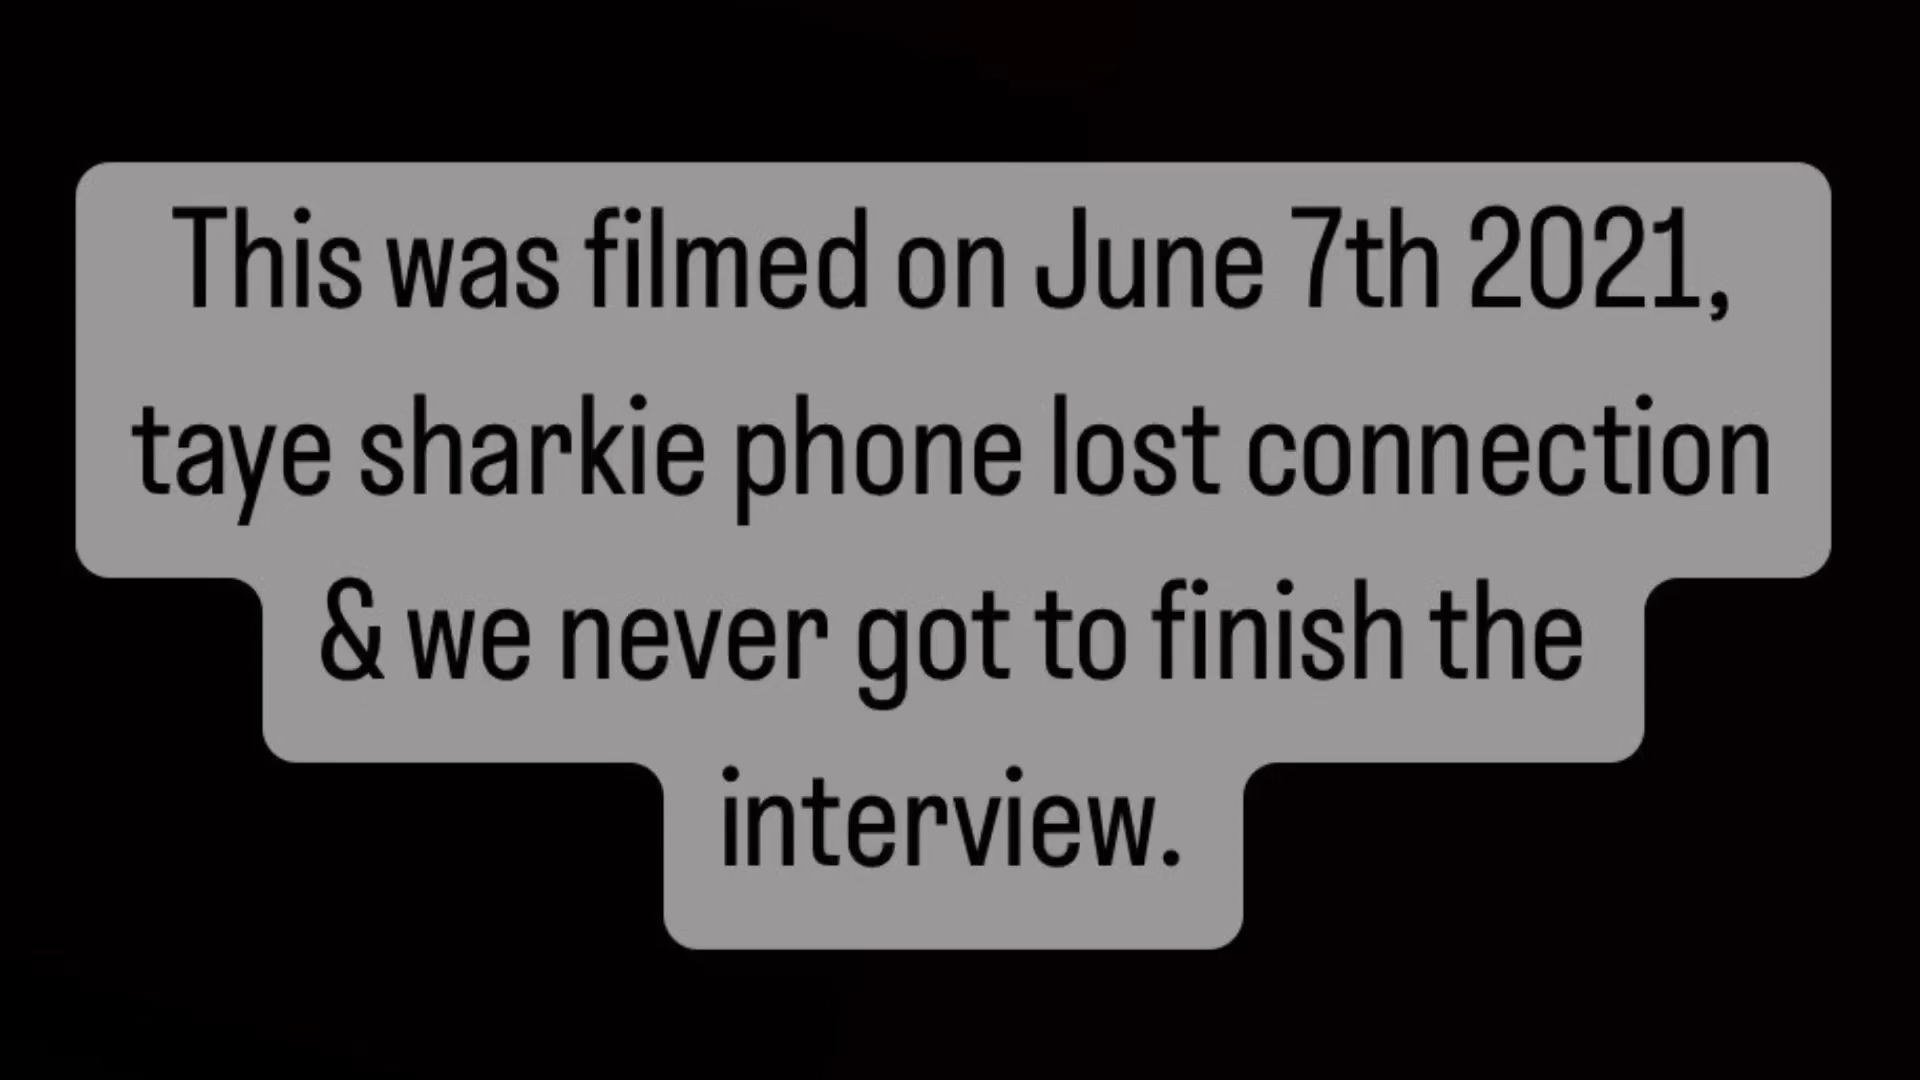 This was filmed on June 7th 2021,
taye sharkie phone lost connection
& we never got to finish the
interview.